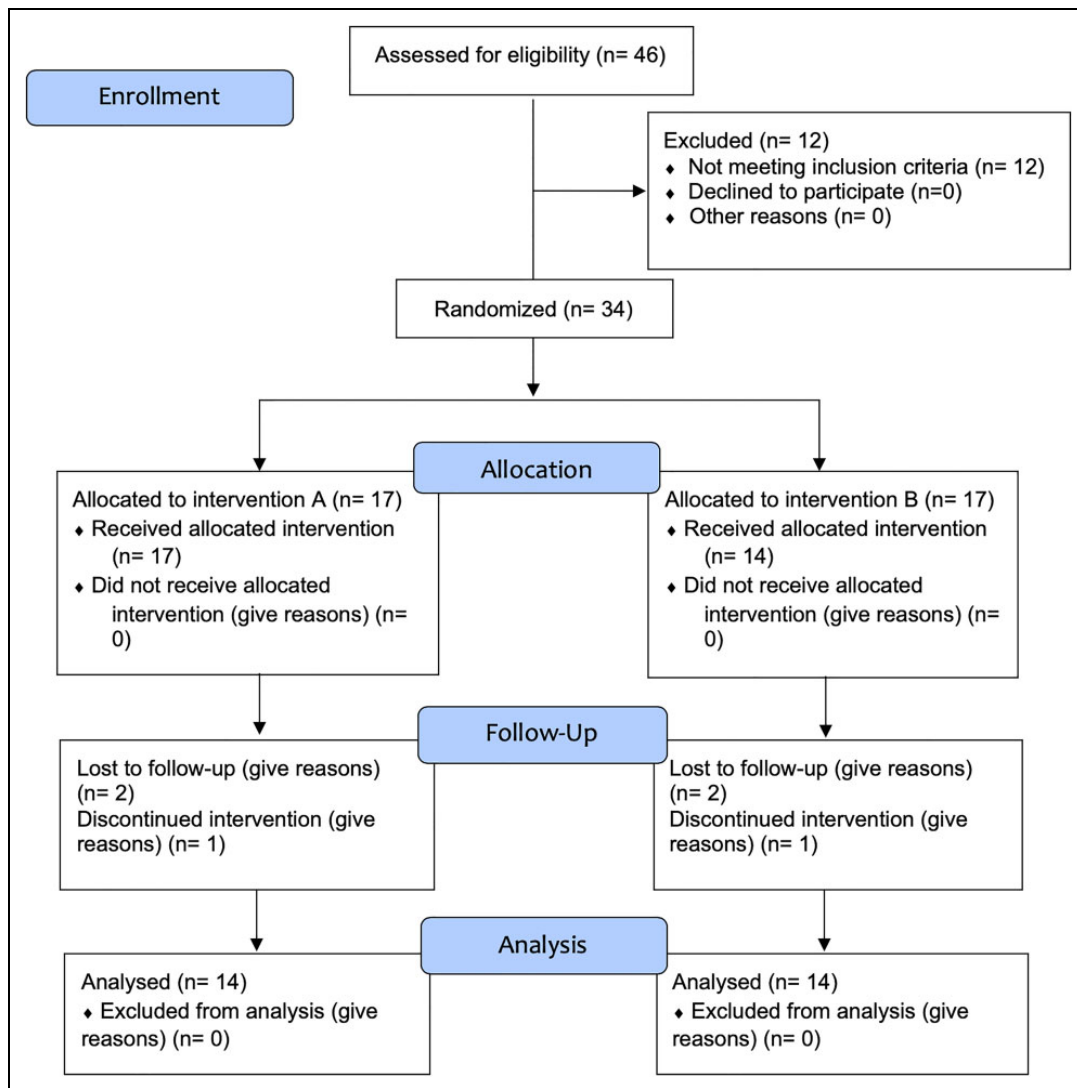 Assessed for eligibility (n= 46)
Enrollment
Excluded (n= 12)
♦ Not meeting inclusion criteria (n= 12)
♦ Declined to participate (n=0)
♦ Other reasons (n= 0)
Randomized (n= 34)
Allocation
Allocated to intervention A (n= 17)
♦ Received allocated intervention
(n= 17)
♦ Did not receive allocated
intervention (give reasons) (n=
0)
Allocated to intervention B (n= 17)
♦ Received allocated intervention
(n= 14)
♦ Did not receive allocated
intervention (give reasons) (n=
0)
Follow-Up
Lost to follow-up (give reasons)
(n= 2)
Discontinued intervention (give
reasons) (n= 1)
Lost to follow-up (give reasons)
(n= 2)
Discontinued intervention (give
reasons) (n= 1)
Analysis
Analysed (n= 14)
♦ Excluded from analysis (give
reasons) (n= 0)
Analysed (n= 14)
♦ Excluded from analysis (give
reasons) (n= 0)